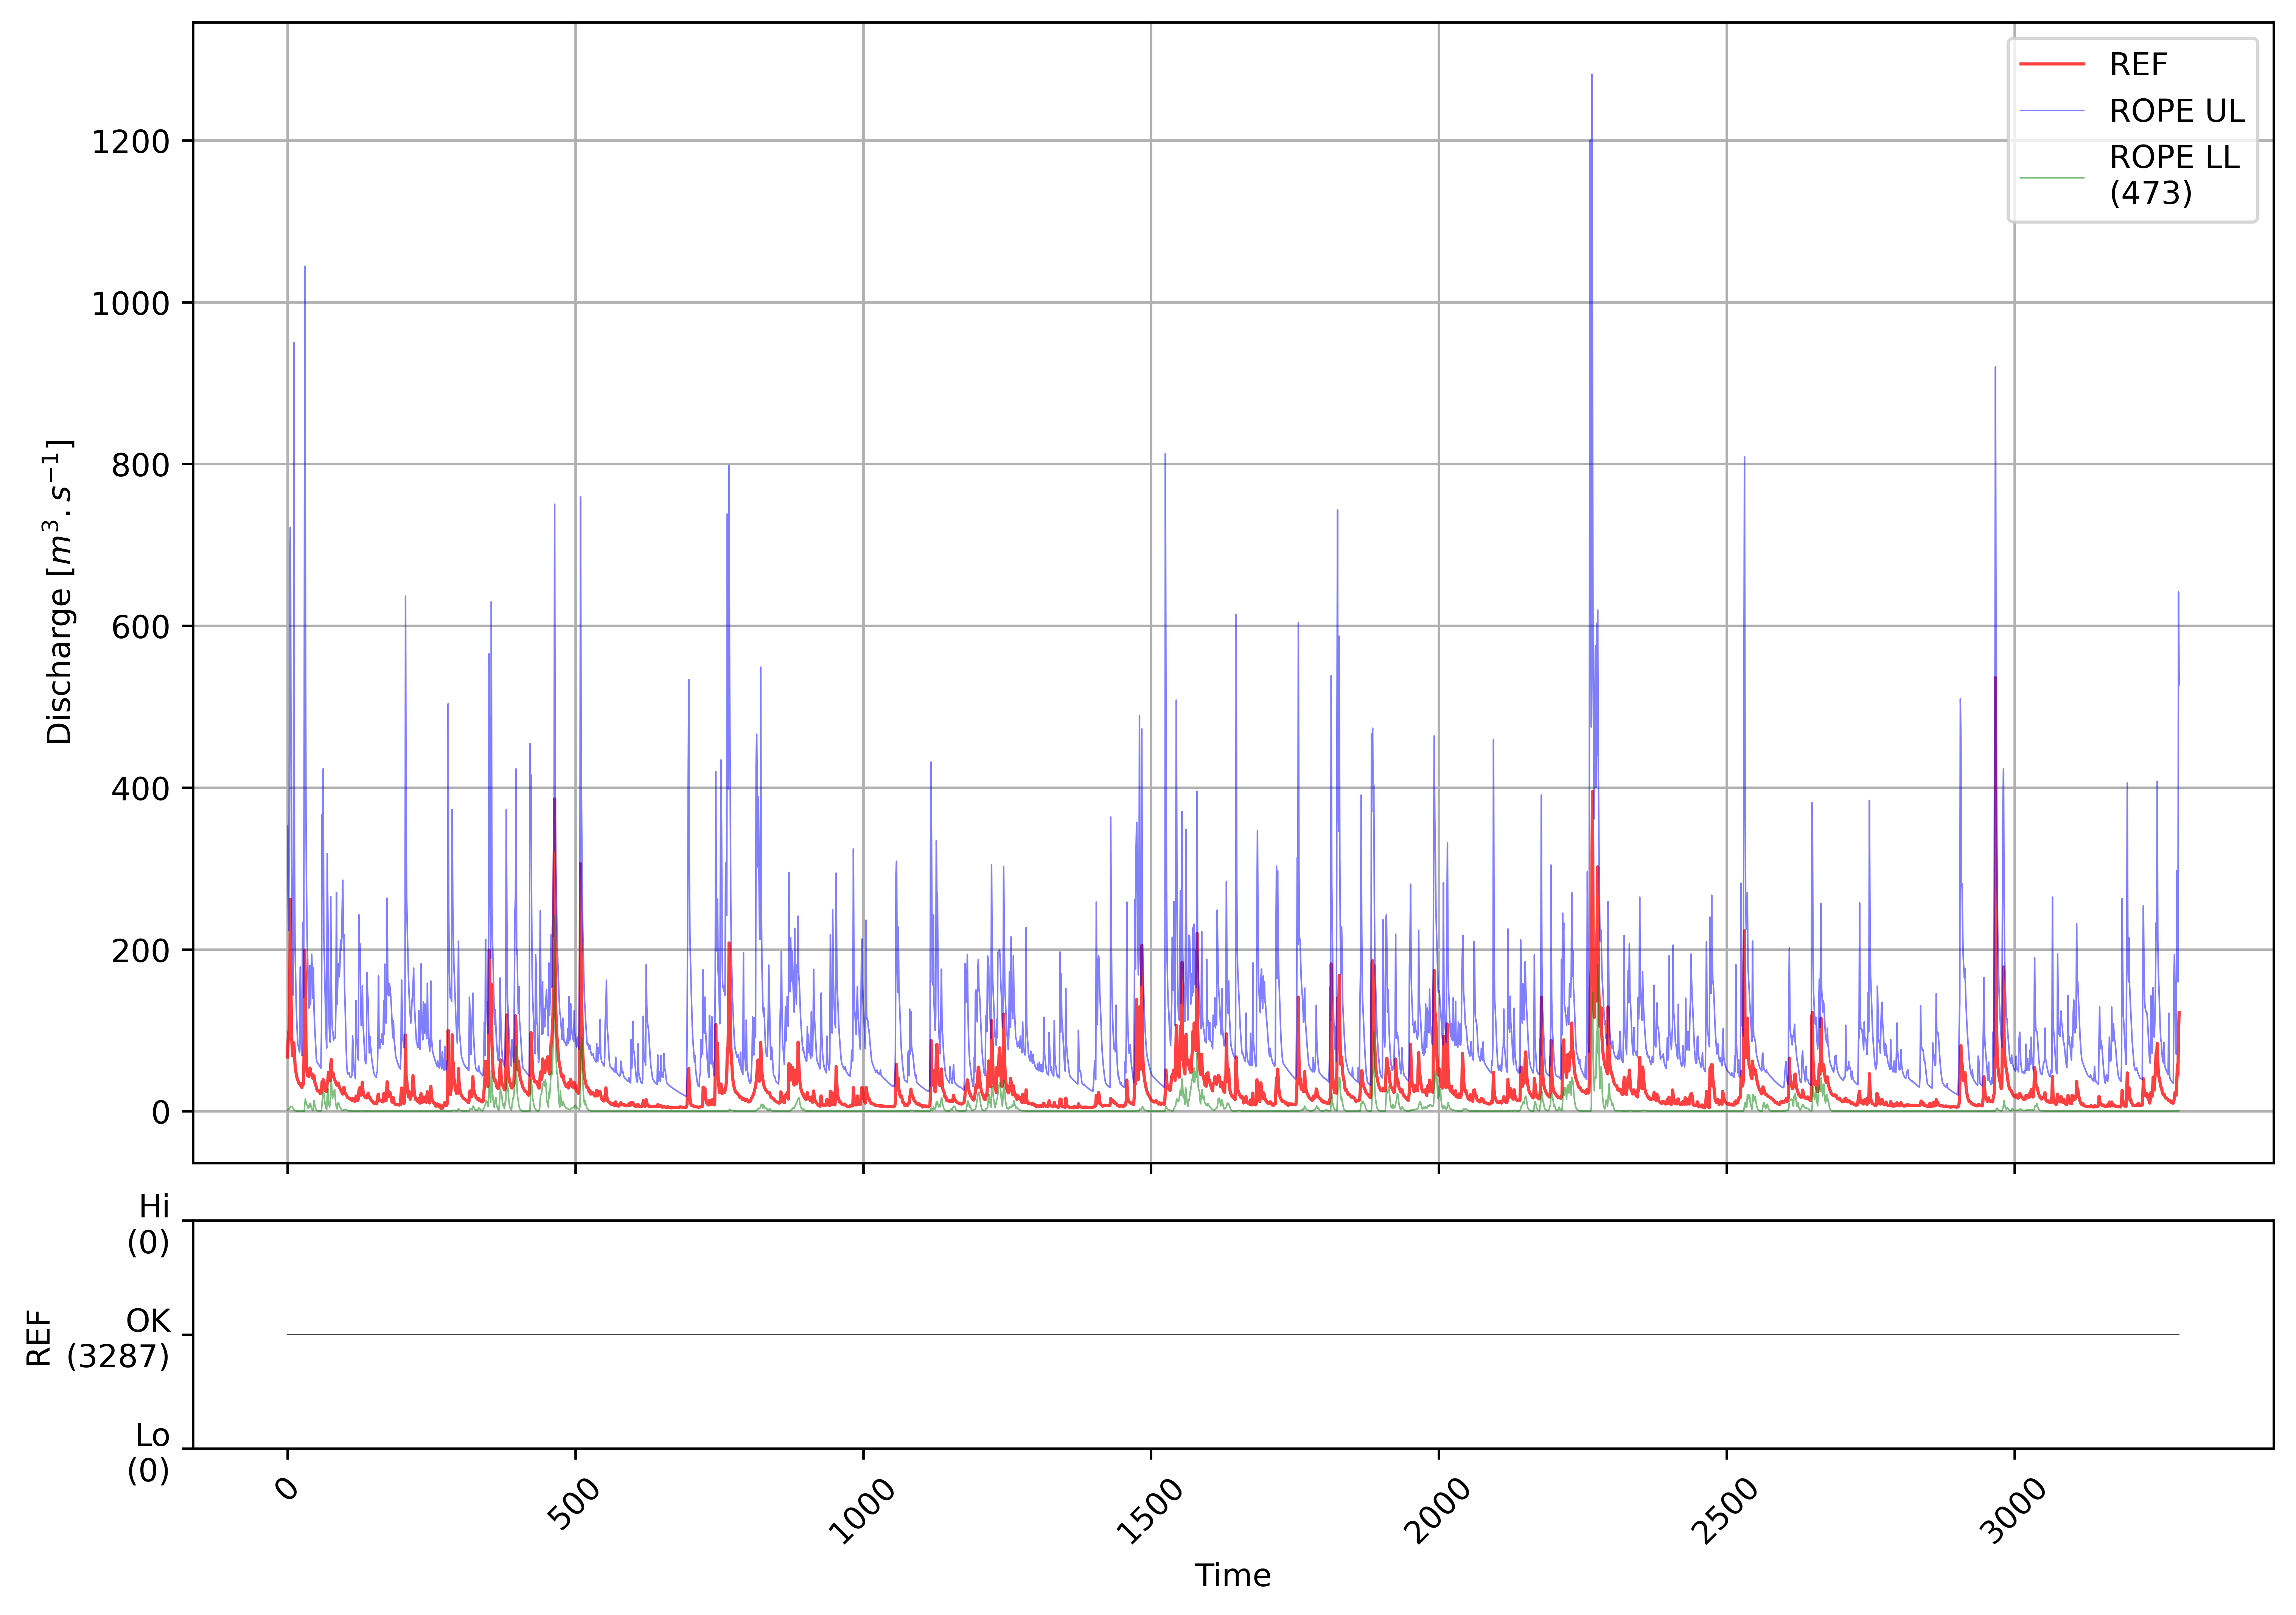 REF
ROPE UL
ROPE LL
(473)
1200
1000
800
600
400
200
0
Discharge [m³.s⁻¹]
Hi
(0)
OK
(3287)
Lo
(0)
REF
0
500
1000
1500
2000
2500
3000
Time